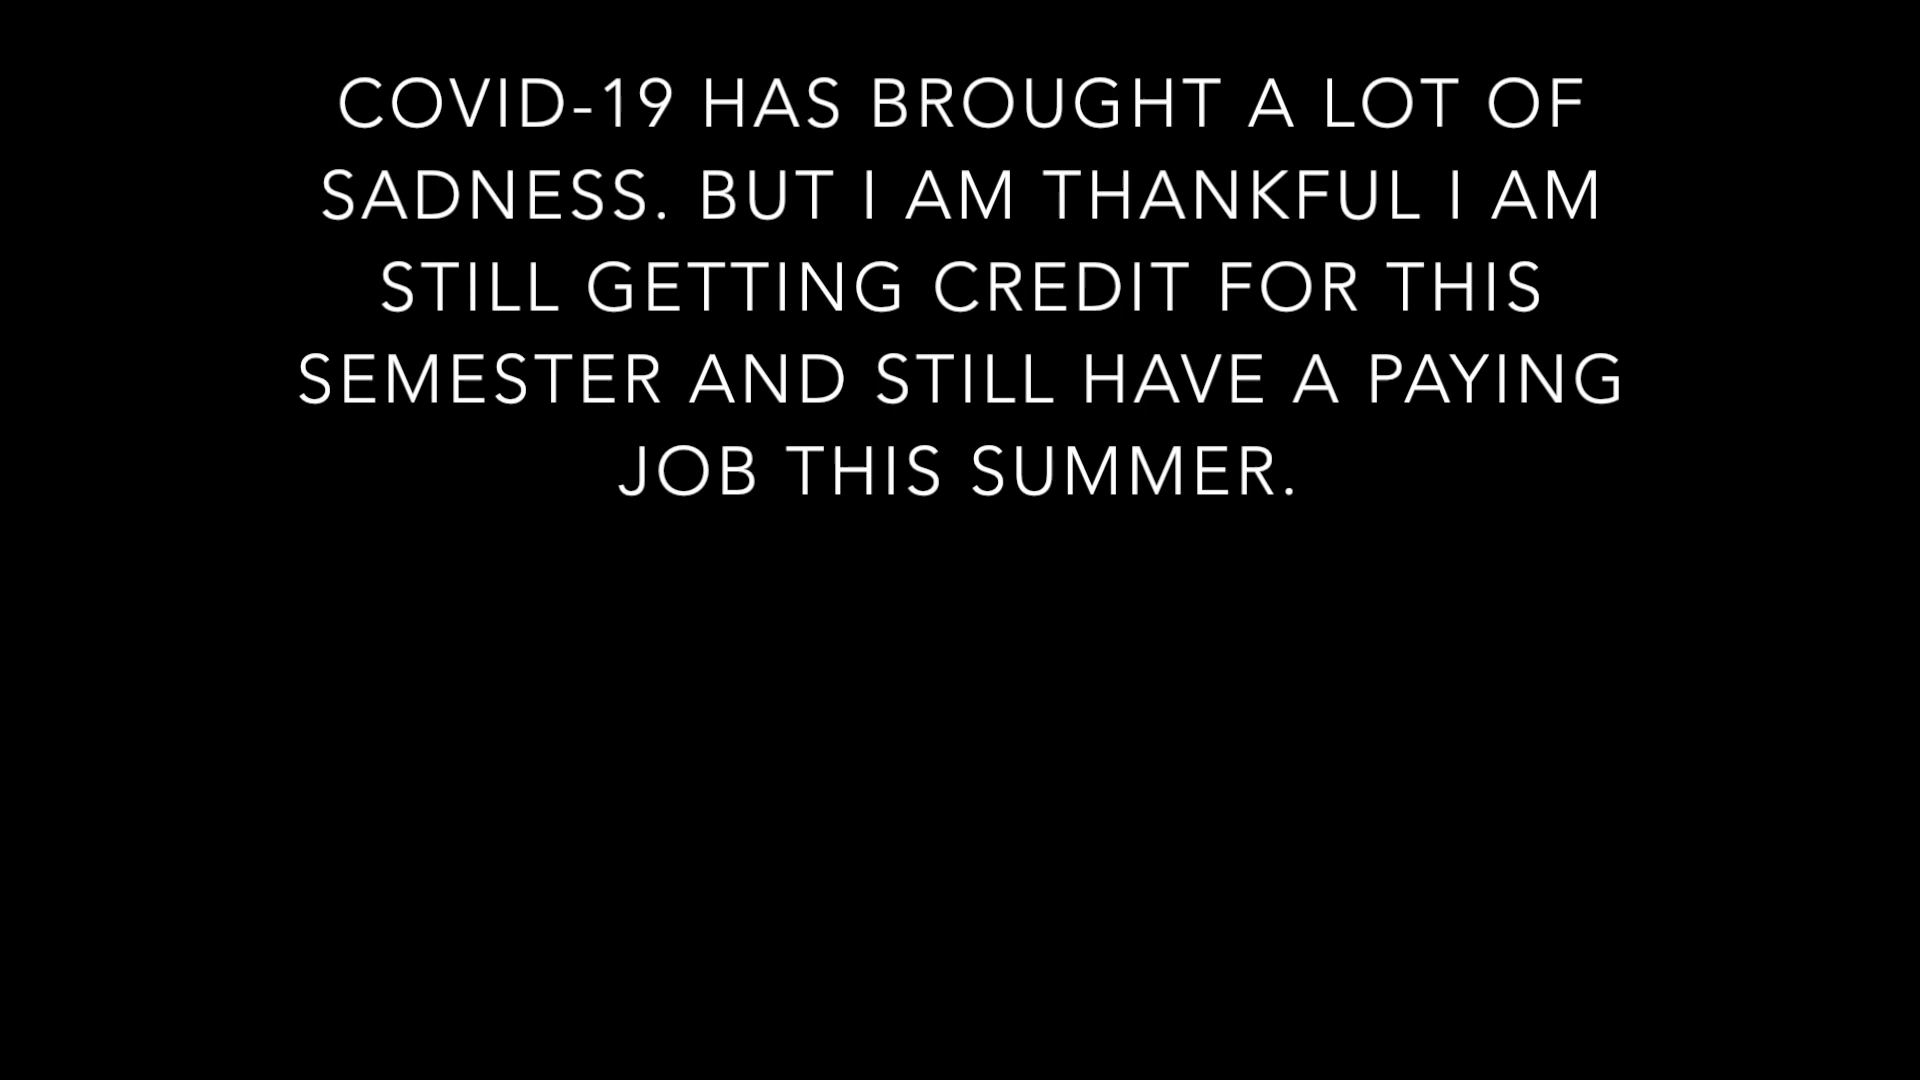 COVID-19 HAS BROUGHT A LOT OF
SADNESS. BUT I AM THANKFUL I AM
STILL GETTING CREDIT FOR THIS
SEMESTER AND STILL HAVE A PAYING
JOB THIS SUMMER.